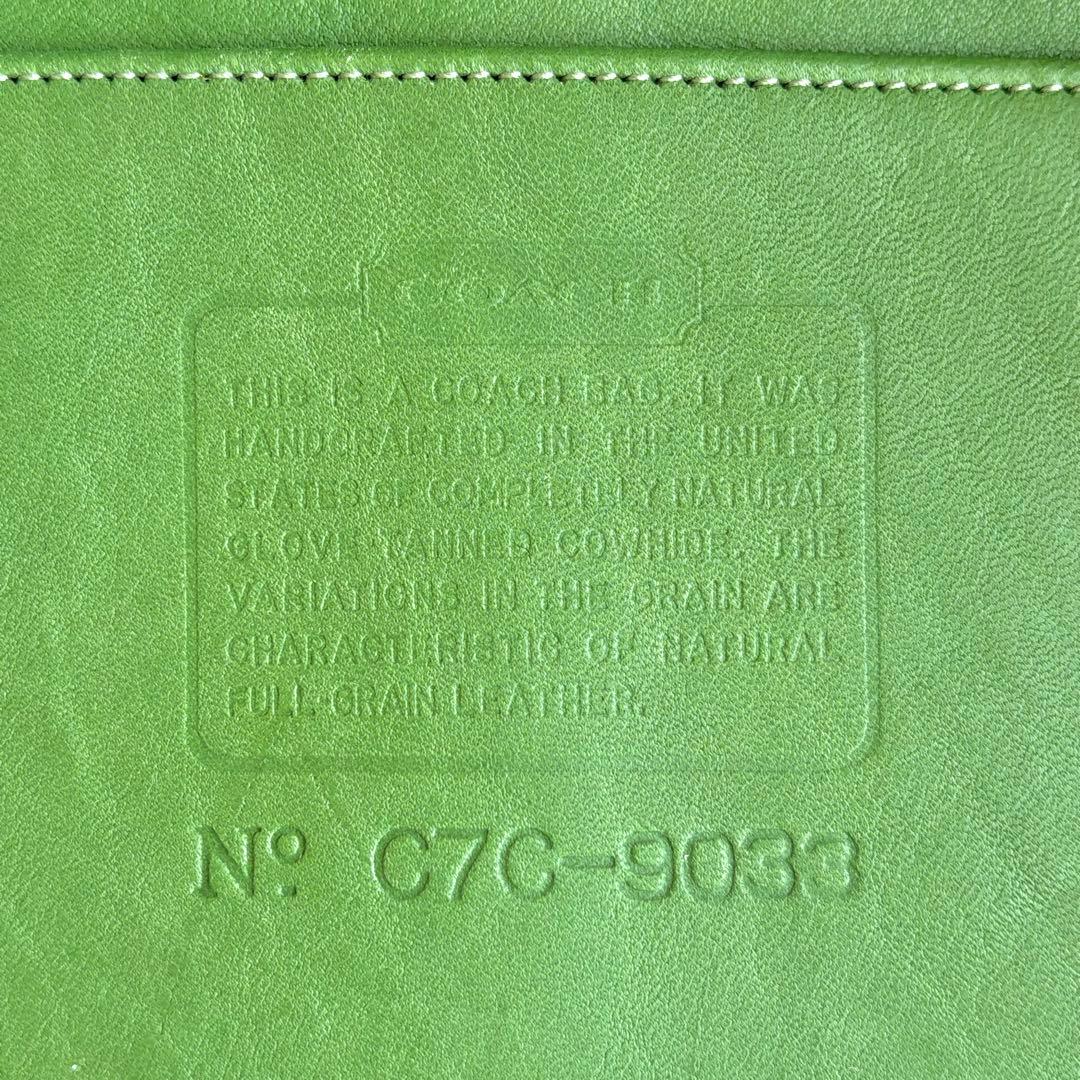 COACH
THIS IS A COACH BAG. IT WAS
HANDCRAFTED IN THE UNITED
STATES OF COMPLETELY NATURAL
GLOVE TANNED COWHIDE. THE
VARIATIONS IN THE GRAIN ARE
CHARACTERISTIC OF NATURAL
FULL GRAIN LEATHER.
Nº C7C-9033